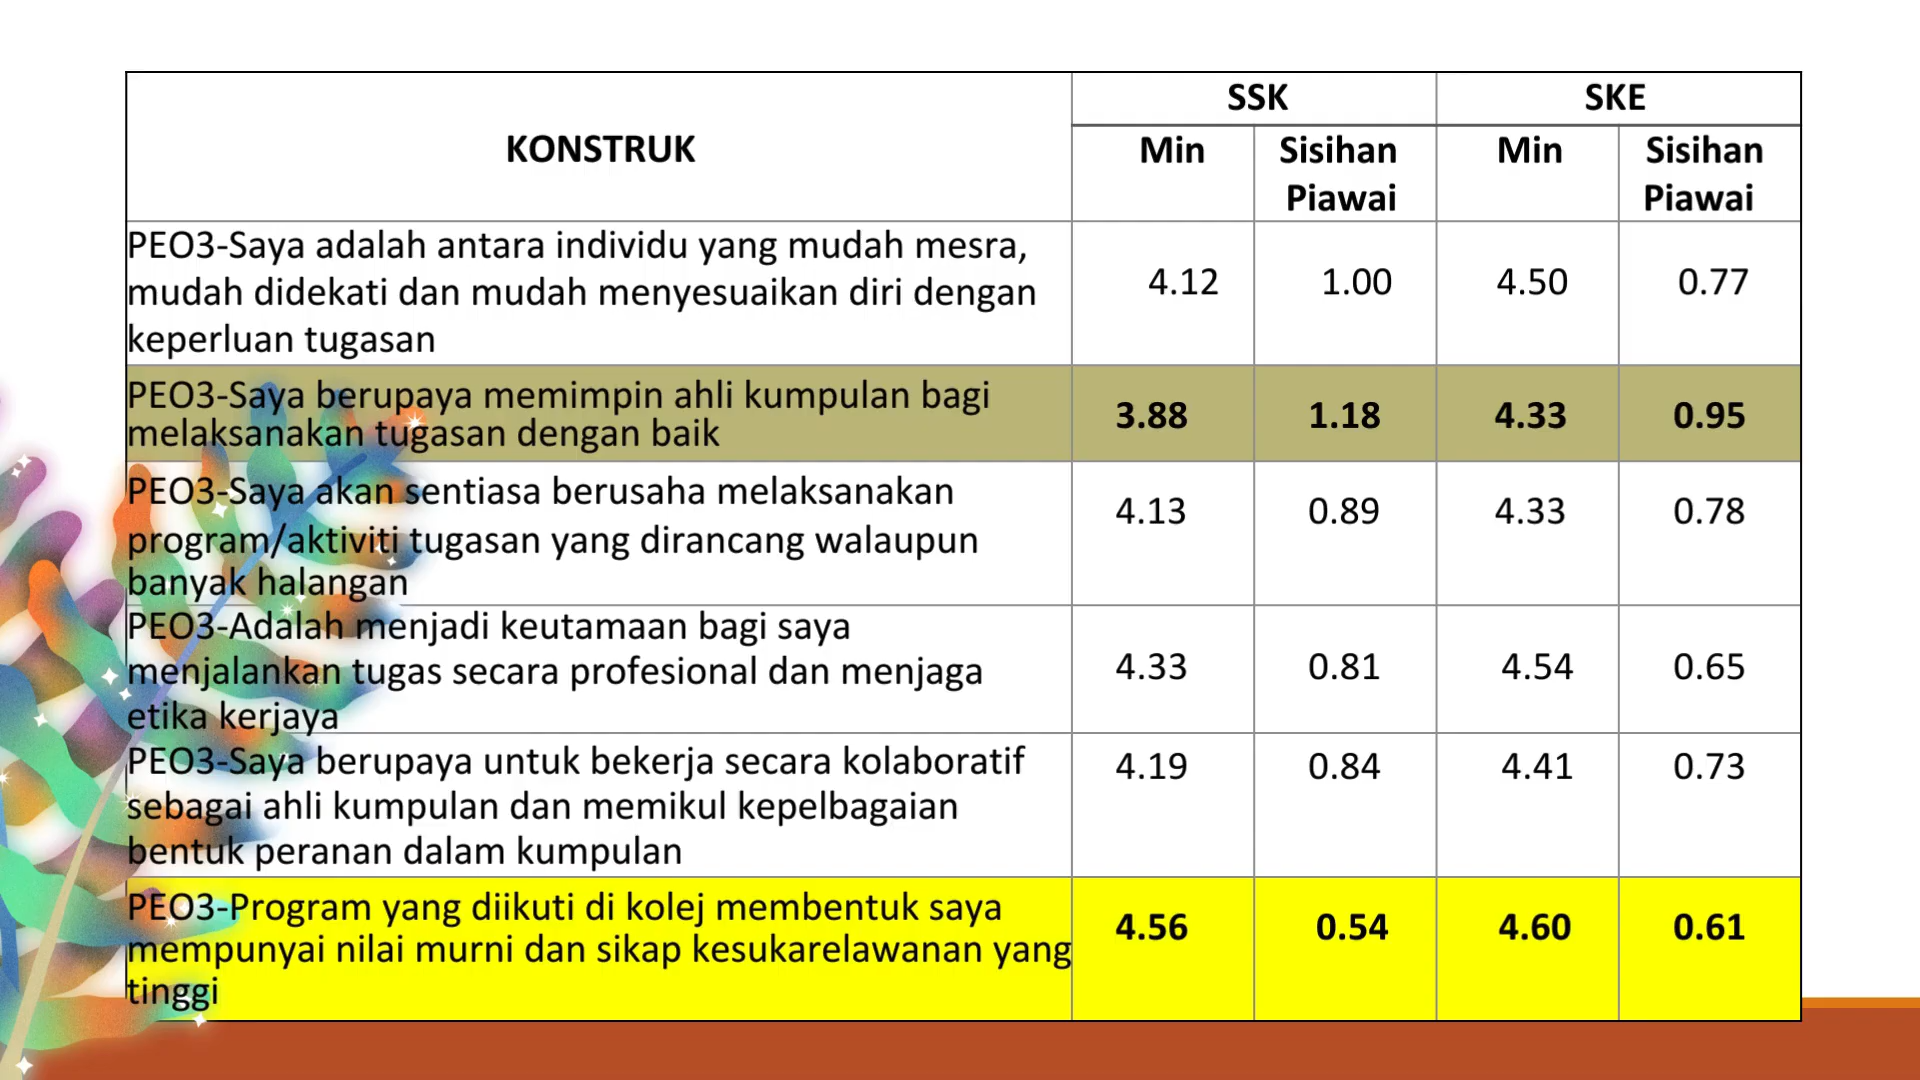 SSK SKE
KONSTRUK Min Sisihan Piawai Min Sisihan Piawai
PEO3-Saya adalah antara individu yang mudah mesra,
mudah didekati dan mudah menyesuaikan diri dengan
keperluan tugasan
4.12 1.00 4.50 0.77
PEO3-Saya berupaya memimpin ahli kumpulan bagi
melaksanakan tugasan dengan baik
3.88 1.18 4.33 0.95
PEO3-Saya akan sentiasa berusaha melaksanakan
program/aktiviti tugasan yang dirancang walaupun
banyak halangan
4.13 0.89 4.33 0.78
PEO3-Adalah menjadi keutamaan bagi saya
menjalankan tugas secara profesional dan menjaga
etika kerjaya
4.33 0.81 4.54 0.65
PEO3-Saya berupaya untuk bekerja secara kolaboratif
sebagai ahli kumpulan dan memikul kepelbagaian
bentuk peranan dalam kumpulan
4.19 0.84 4.41 0.73
PEO3-Program yang diikuti di kolej membentuk saya
mempunyai nilai murni dan sikap kesukarelawanan yang
tinggi
4.56 0.54 4.60 0.61